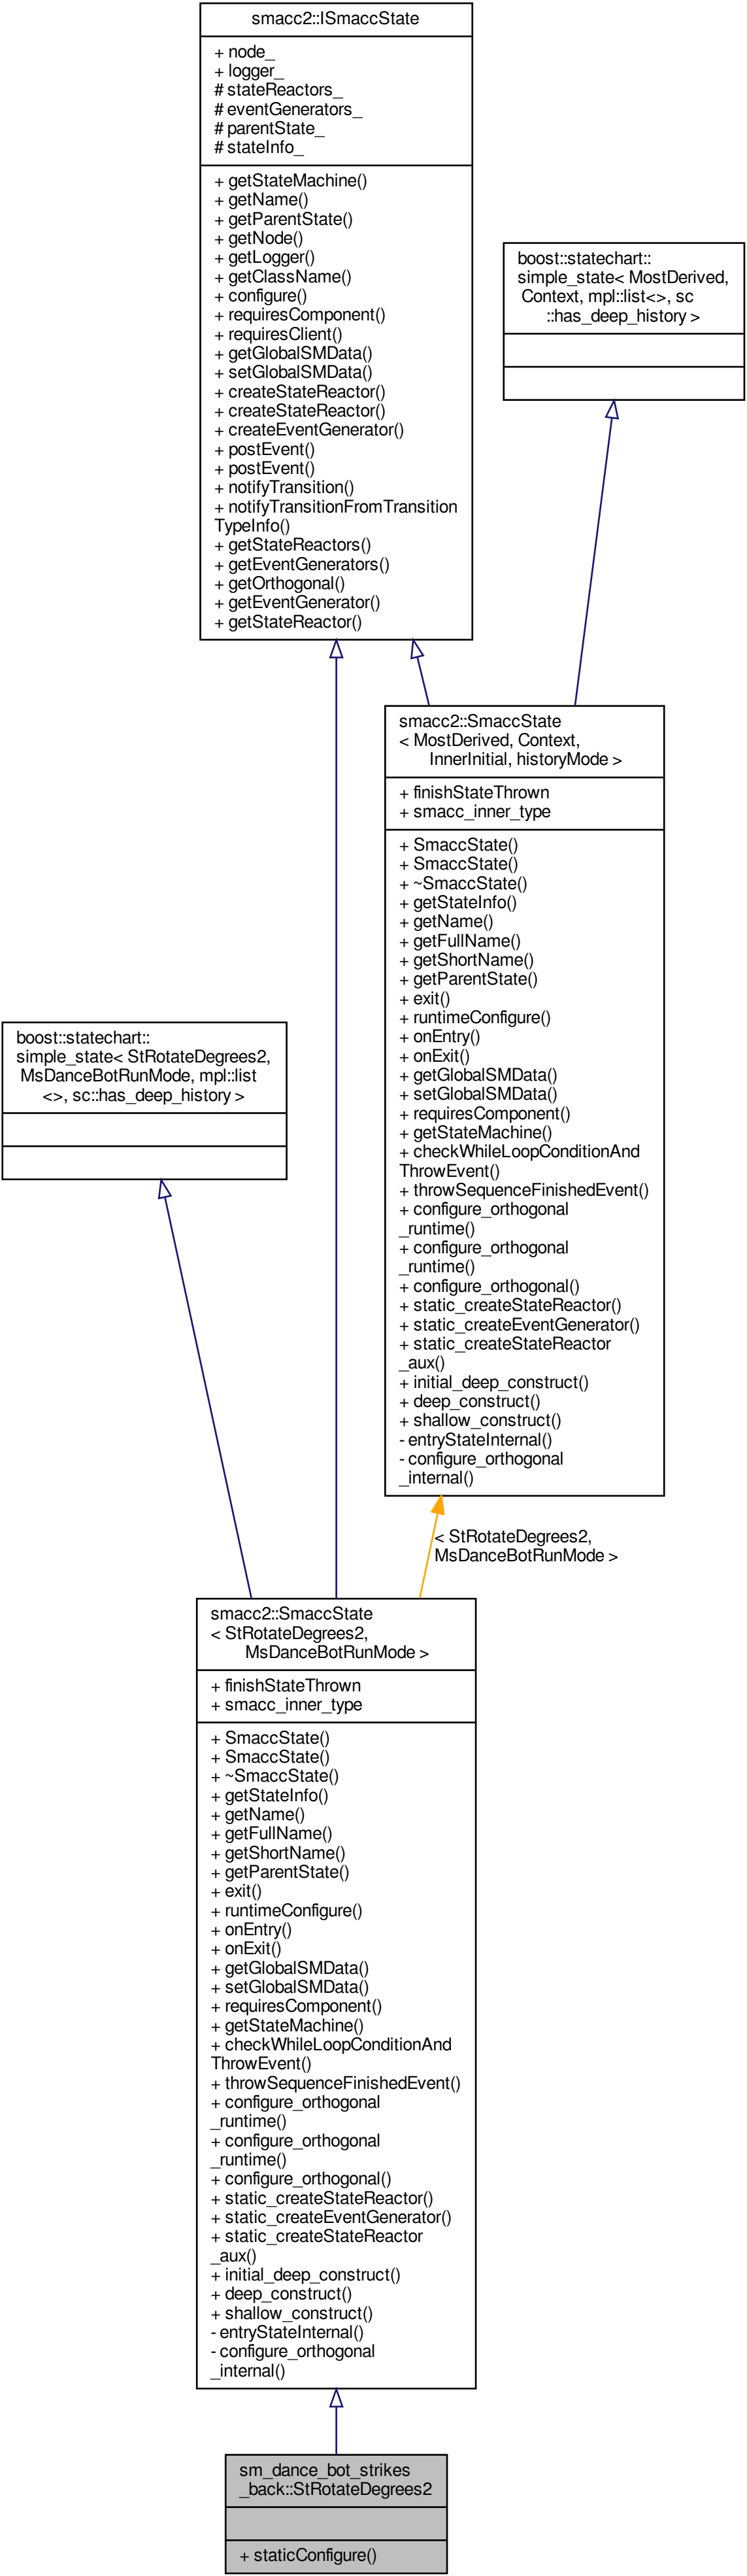 smacc2::ISmaccState
+ node_
+ logger_
# stateReactors_
# eventGenerators_
# parentState_
# stateInfo_
+ getStateMachine()
+ getName()
+ getParentState()
+ getNode()
+ getLogger()
+ getClassName()
+ configure()
+ requiresComponent()
+ requiresClient()
+ getGlobalSMData()
+ setGlobalSMData()
+ createStateReactor()
+ createStateReactor()
+ createEventGenerator()
+ postEvent()
+ postEvent()
+ notifyTransition()
+ notifyTransitionFromTransition
TypeInfo()
+ getStateReactors()
+ getEventGenerators()
+ getOrthogonal()
+ getEventGenerator()
+ getStateReactor()
boost::statechart::
simple_state< MostDerived,
Context, mpl::list<>, sc
::has_deep_history >
smacc2::SmaccState
< MostDerived, Context,
InnerInitial, historyMode >
+ finishStateThrown
+ smacc_inner_type
+ SmaccState()
+ SmaccState()
+ ~SmaccState()
+ getStateInfo()
+ getName()
+ getFullName()
+ getShortName()
+ getParentState()
+ exit()
+ runtimeConfigure()
+ onEntry()
+ onExit()
+ getGlobalSMData()
+ setGlobalSMData()
+ requiresComponent()
+ getStateMachine()
+ checkWhileLoopConditionAnd
ThrowEvent()
+ throwSequenceFinishedEvent()
+ configure_orthogonal
_runtime()
+ configure_orthogonal
_runtime()
+ configure_orthogonal()
+ static_createStateReactor()
+ static_createEventGenerator()
+ static_createStateReactor
_aux()
+ initial_deep_construct()
+ deep_construct()
+ shallow_construct()
- entryStateInternal()
- configure_orthogonal
_internal()
boost::statechart::
simple_state< StRotateDegrees2,
MsDanceBotRunMode, mpl::list
<>, sc::has_deep_history >
< StRotateDegrees2,
MsDanceBotRunMode >
smacc2::SmaccState
< StRotateDegrees2,
MsDanceBotRunMode >
+ finishStateThrown
+ smacc_inner_type
+ SmaccState()
+ SmaccState()
+ ~SmaccState()
+ getStateInfo()
+ getName()
+ getFullName()
+ getShortName()
+ getParentState()
+ exit()
+ runtimeConfigure()
+ onEntry()
+ onExit()
+ getGlobalSMData()
+ setGlobalSMData()
+ requiresComponent()
+ getStateMachine()
+ checkWhileLoopConditionAnd
ThrowEvent()
+ throwSequenceFinishedEvent()
+ configure_orthogonal
_runtime()
+ configure_orthogonal
_runtime()
+ configure_orthogonal()
+ static_createStateReactor()
+ static_createEventGenerator()
+ static_createStateReactor
_aux()
+ initial_deep_construct()
+ deep_construct()
+ shallow_construct()
- entryStateInternal()
- configure_orthogonal
_internal()
sm_dance_bot_strikes
_back::StRotateDegrees2
+ staticConfigure()